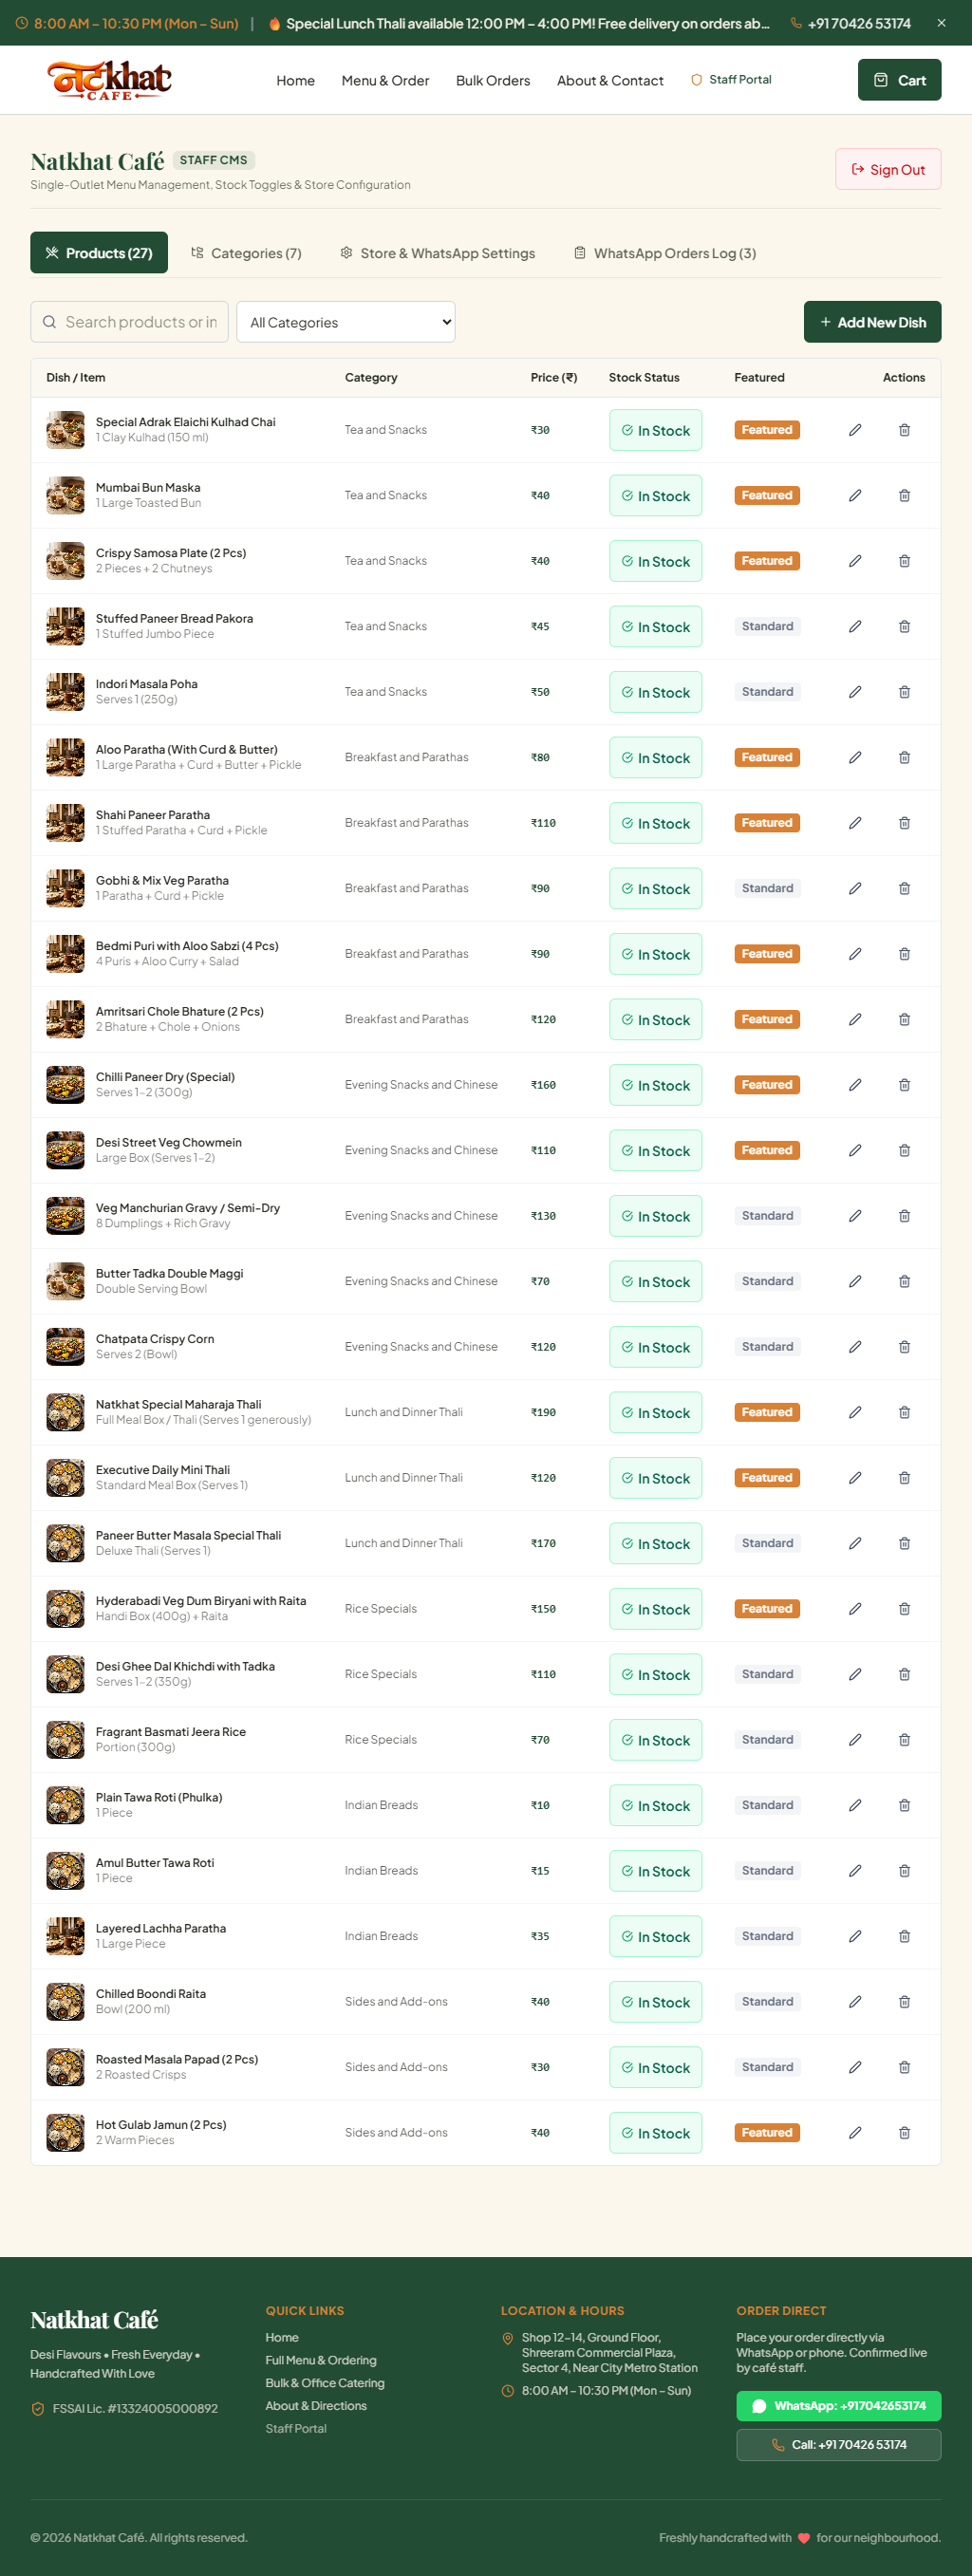 8:00 AM – 10:30 PM (Mon – Sun) | 🔥 Special Lunch Thali available 12:00 PM – 4:00 PM! Free delivery on orders ab... +91 70426 53174
नटkhat
CAFE
Home Menu & Order Bulk Orders About & Contact Staff Portal Cart
Natkhat Café STAFF CMS
Single-Outlet Menu Management, Stock Toggles & Store Configuration
Sign Out
Products (27) Categories (7) Store & WhatsApp Settings WhatsApp Orders Log (3)
Search products or in All Categories Add New Dish
Dish / Item Category Price (₹) Stock Status Featured Actions
Special Adrak Elaichi Kulhad Chai
1 Clay Kulhad (150 ml)
Tea and Snacks ₹30 In Stock Featured
Mumbai Bun Maska
1 Large Toasted Bun
Tea and Snacks ₹40 In Stock Featured
Crispy Samosa Plate (2 Pcs)
2 Pieces + 2 Chutneys
Tea and Snacks ₹40 In Stock Featured
Stuffed Paneer Bread Pakora
1 Stuffed Jumbo Piece
Tea and Snacks ₹45 In Stock Standard
Indori Masala Poha
Serves 1 (250g)
Tea and Snacks ₹50 In Stock Standard
Aloo Paratha (With Curd & Butter)
1 Large Paratha + Curd + Butter + Pickle
Breakfast and Parathas ₹80 In Stock Featured
Shahi Paneer Paratha
1 Stuffed Paratha + Curd + Pickle
Breakfast and Parathas ₹110 In Stock Featured
Gobhi & Mix Veg Paratha
1 Paratha + Curd + Pickle
Breakfast and Parathas ₹90 In Stock Standard
Bedmi Puri with Aloo Sabzi (4 Pcs)
4 Puris + Aloo Curry + Salad
Breakfast and Parathas ₹90 In Stock Featured
Amritsari Chole Bhature (2 Pcs)
2 Bhature + Chole + Onions
Breakfast and Parathas ₹120 In Stock Featured
Chilli Paneer Dry (Special)
Serves 1–2 (300g)
Evening Snacks and Chinese ₹160 In Stock Featured
Desi Street Veg Chowmein
Large Box (Serves 1–2)
Evening Snacks and Chinese ₹110 In Stock Featured
Veg Manchurian Gravy / Semi-Dry
8 Dumplings + Rich Gravy
Evening Snacks and Chinese ₹130 In Stock Standard
Butter Tadka Double Maggi
Double Serving Bowl
Evening Snacks and Chinese ₹70 In Stock Standard
Chatpata Crispy Corn
Serves 2 (Bowl)
Evening Snacks and Chinese ₹120 In Stock Standard
Natkhat Special Maharaja Thali
Full Meal Box / Thali (Serves 1 generously)
Lunch and Dinner Thali ₹190 In Stock Featured
Executive Daily Mini Thali
Standard Meal Box (Serves 1)
Lunch and Dinner Thali ₹120 In Stock Featured
Paneer Butter Masala Special Thali
Deluxe Thali (Serves 1)
Lunch and Dinner Thali ₹170 In Stock Standard
Hyderabadi Veg Dum Biryani with Raita
Handi Box (400g) + Raita
Rice Specials ₹150 In Stock Featured
Desi Ghee Dal Khichdi with Tadka
Serves 1–2 (350g)
Rice Specials ₹110 In Stock Standard
Fragrant Basmati Jeera Rice
Portion (300g)
Rice Specials ₹70 In Stock Standard
Plain Tawa Roti (Phulka)
1 Piece
Indian Breads ₹10 In Stock Standard
Amul Butter Tawa Roti
1 Piece
Indian Breads ₹15 In Stock Standard
Layered Lachha Paratha
1 Large Piece
Indian Breads ₹35 In Stock Standard
Chilled Boondi Raita
Bowl (200 ml)
Sides and Add-ons ₹40 In Stock Standard
Roasted Masala Papad (2 Pcs)
2 Roasted Crisps
Sides and Add-ons ₹30 In Stock Standard
Hot Gulab Jamun (2 Pcs)
2 Warm Pieces
Sides and Add-ons ₹40 In Stock Featured
Natkhat Café
Desi Flavours • Fresh Everyday •
Handcrafted With Love
FSSAI Lic. #13324005000892
QUICK LINKS
Home
Full Menu & Ordering
Bulk & Office Catering
About & Directions
Staff Portal
LOCATION & HOURS
Shop 12–14, Ground Floor,
Shreeram Commercial Plaza,
Sector 4, Near City Metro Station
8:00 AM – 10:30 PM (Mon – Sun)
ORDER DIRECT
Place your order directly via
WhatsApp or phone. Confirmed live
by café staff.
WhatsApp: +917042653174
Call: +91 70426 53174
© 2026 Natkhat Café. All rights reserved.
Freshly handcrafted with ❤️ for our neighbourhood.